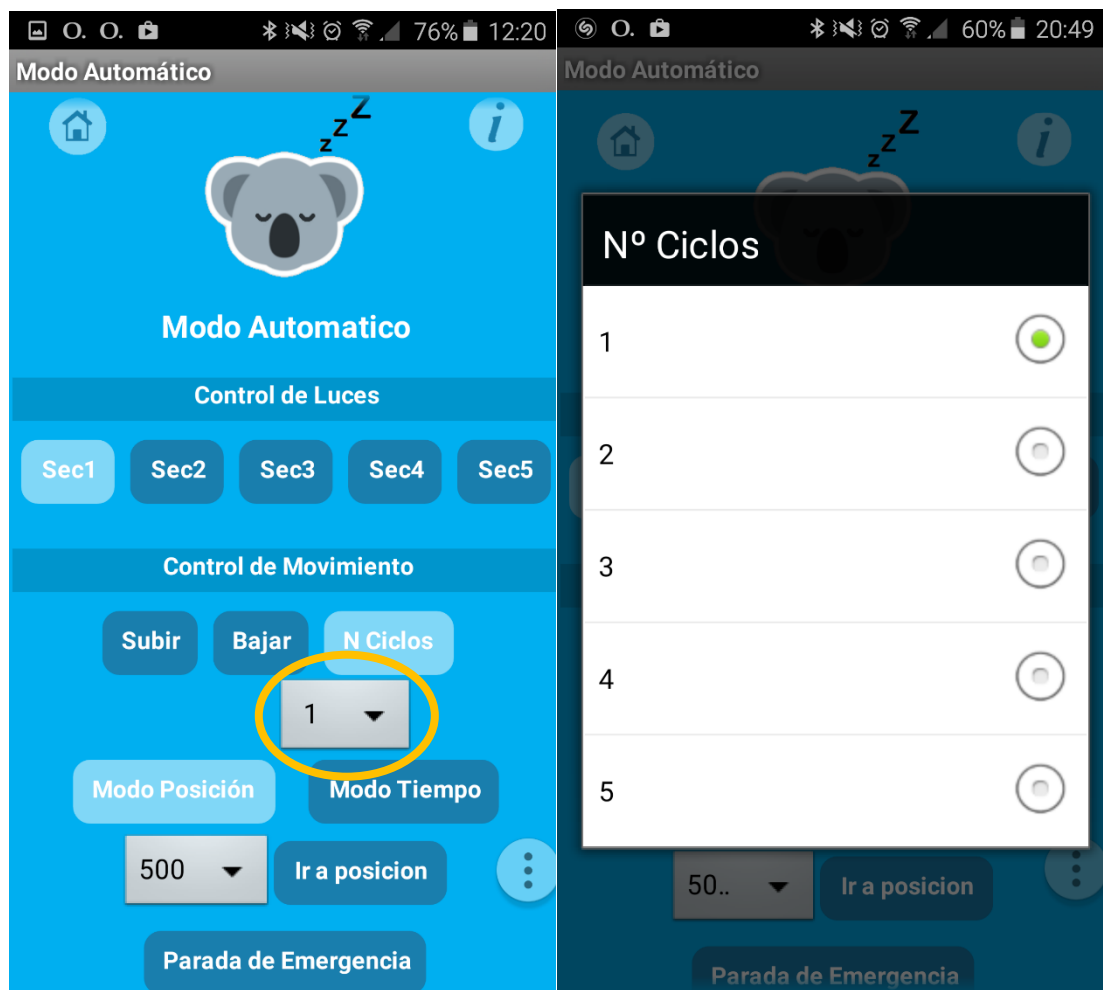 O. O. 76% 12:20
Modo Automático
z z Z
i
Modo Automatico
Control de Luces
Sec1 Sec2 Sec3 Sec4 Sec5
Control de Movimiento
Subir Bajar N Ciclos
1
Modo Posición Modo Tiempo
500 Ir a posicion
Parada de Emergencia
O. 60% 20:49
Modo Automático
z z Z
i
Nº Ciclos
1
2
3
4
5
50.. Ir a posicion
Parada de Emergencia